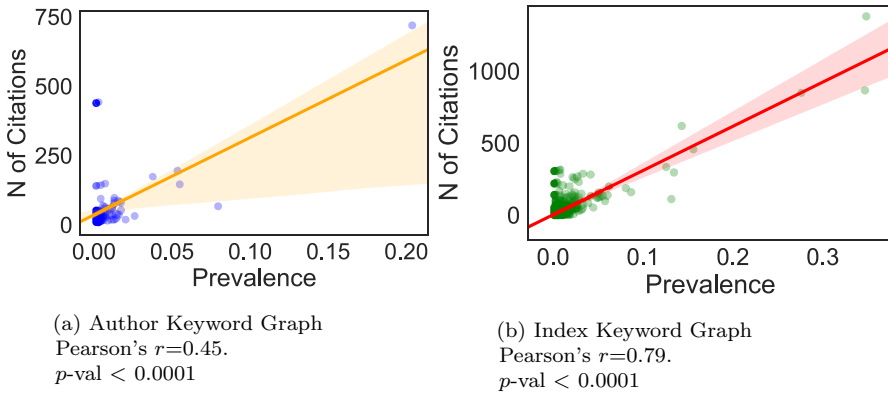 750
500
250
0
N of Citations
0.00 0.05 0.10 0.15 0.20
Prevalence
(a) Author Keyword Graph
Pearson's r=0.45.
p-val < 0.0001
1000
500
0
N of Citations
0.0 0.1 0.2 0.3
Prevalence
(b) Index Keyword Graph
Pearson's r=0.79.
p-val < 0.0001